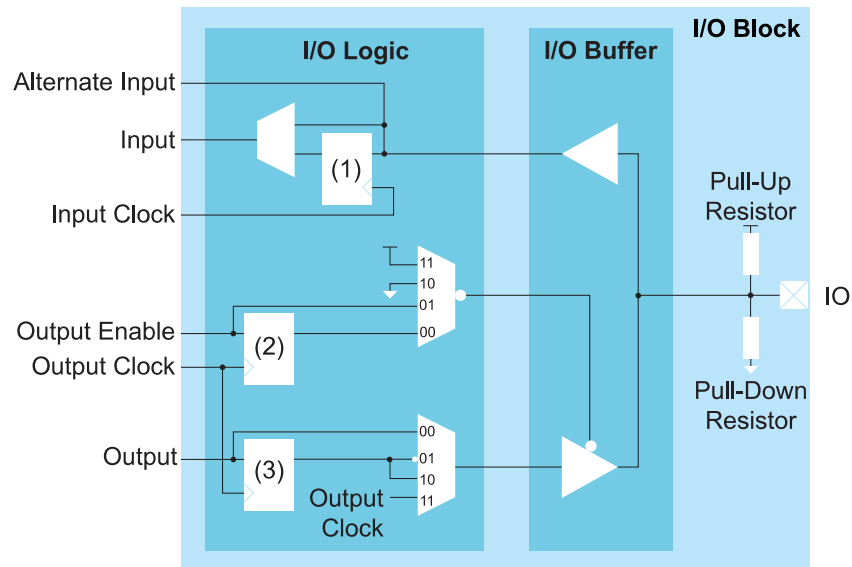 I/O Block
I/O Logic
I/O Buffer
Alternate Input
Input
(1)
Input Clock
Pull-Up
Resistor
11
10
01
00
IO
Output Enable
(2)
Output Clock
Pull-Down
Resistor
00
01
10
11
Output
(3)
Output
Clock